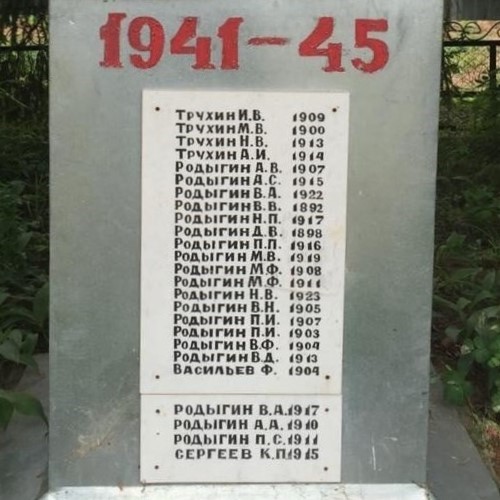 1941-45
ТРУХИН И.В. 1909
ТРУХИН М.В. 1900
ТРУХИН Н.В. 1913
ТРУХИН А.И. 1914
РОДЫГИН А.В. 1907
РОДЫГИН А.С. 1915
РОДЫГИН В.А. 1922
РОДЫГИН В.В. 1892
РОДЫГИН Н.П. 1917
РОДЫГИН Д.В. 1898
РОДЫГИН П.П. 1916
РОДЫГИН М.В. 1919
РОДЫГИН М.Ф. 1908
РОДЫГИН М.Ф. 1911
РОДЫГИН Н.В. 1923
РОДЫГИН В.Н. 1905
РОДЫГИН П.И. 1907
РОДЫГИН П.И. 1903
РОДЫГИН В.Ф. 1904
РОДЫГИН В.Д. 1913
ВАСИЛЬЕВ Ф. 1904
РОДЫГИН В.А. 1917
РОДЫГИН А.А. 1910
РОДЫГИН П.С. 1911
СЕРГЕЕВ К.П. 1915